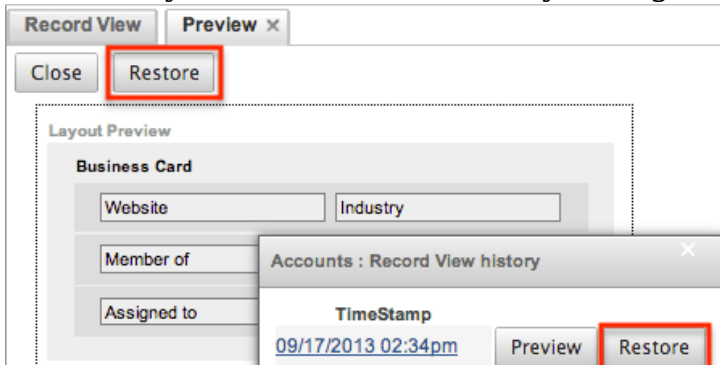 Record View Preview ×
Close Restore
Layout Preview
Business Card
Website Industry
Member of
Assigned to
Accounts : Record View history ×
TimeStamp
09/17/2013 02:34pm Preview Restore